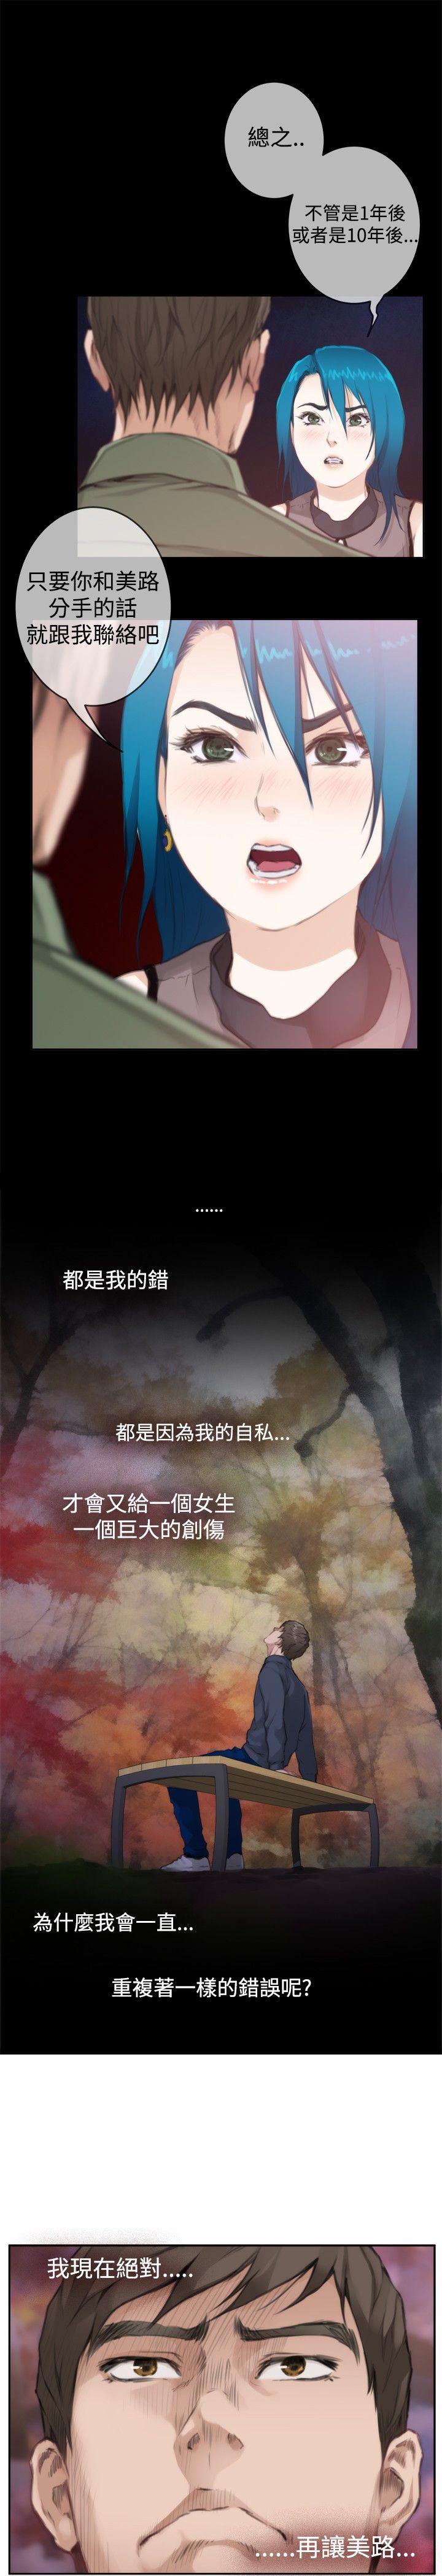 總之..
不管是1年後
或者是10年後...
只要你和美路
分手的話
就跟我聯絡吧
......
都是我的錯
都是因為我的自私...
才會又給一個女生
一個巨大的創傷
為什麼我會一直...
重複著一樣的錯誤呢?
我現在絕對.....
......再讓美路...